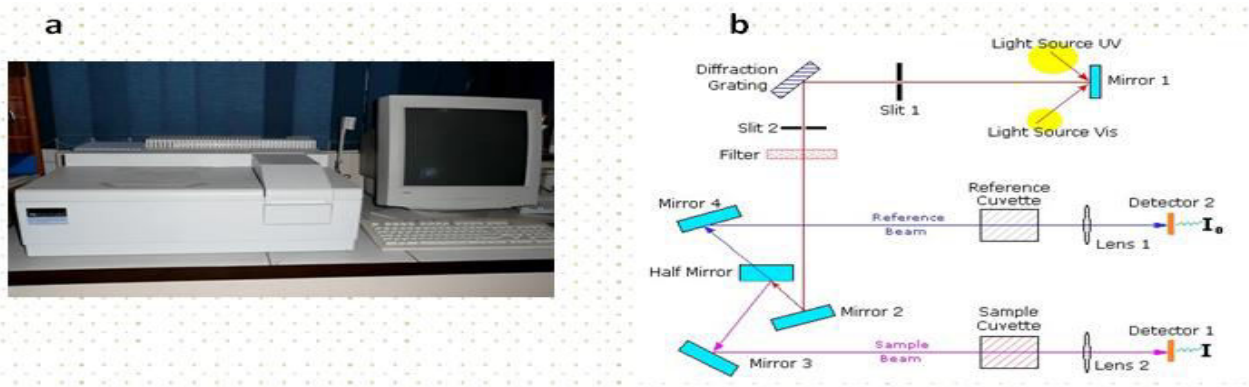 a
b
Light Source UV
Diffraction
Grating
Mirror 1
Slit 1
Light Source Vis
Slit 2
Filter
Reference
Cuvette
Mirror 4
Detector 2
Reference
Beam
I₀
Lens 1
Half Mirror
Mirror 2
Sample
Cuvette
Detector 1
Sample
Beam
I
Mirror 3
Lens 2